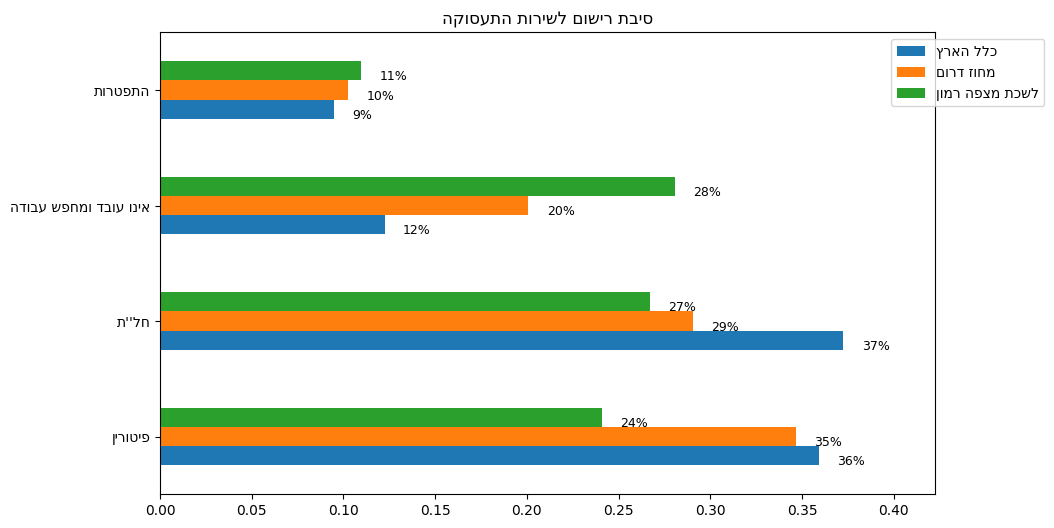 סיבת רישום לשירות התעסוקה
כלל הארץ
מחוז דרום
לשכת מצפה רמון
התפטרות
11%
10%
9%
אינו עובד ומחפש עבודה
28%
20%
12%
חל''ת
27%
29%
37%
פיטורין
24%
35%
36%
0.00 0.05 0.10 0.15 0.20 0.25 0.30 0.35 0.40